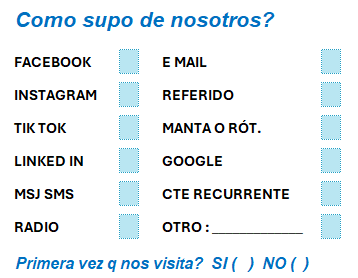 Como supo de nosotros?
FACEBOOK E MAIL
INSTAGRAM REFERIDO
TIK TOK MANTA O RÓT.
LINKED IN GOOGLE
MSJ SMS CTE RECURRENTE
RADIO OTRO : ____________
Primera vez q nos visita? SI ( ) NO ( )